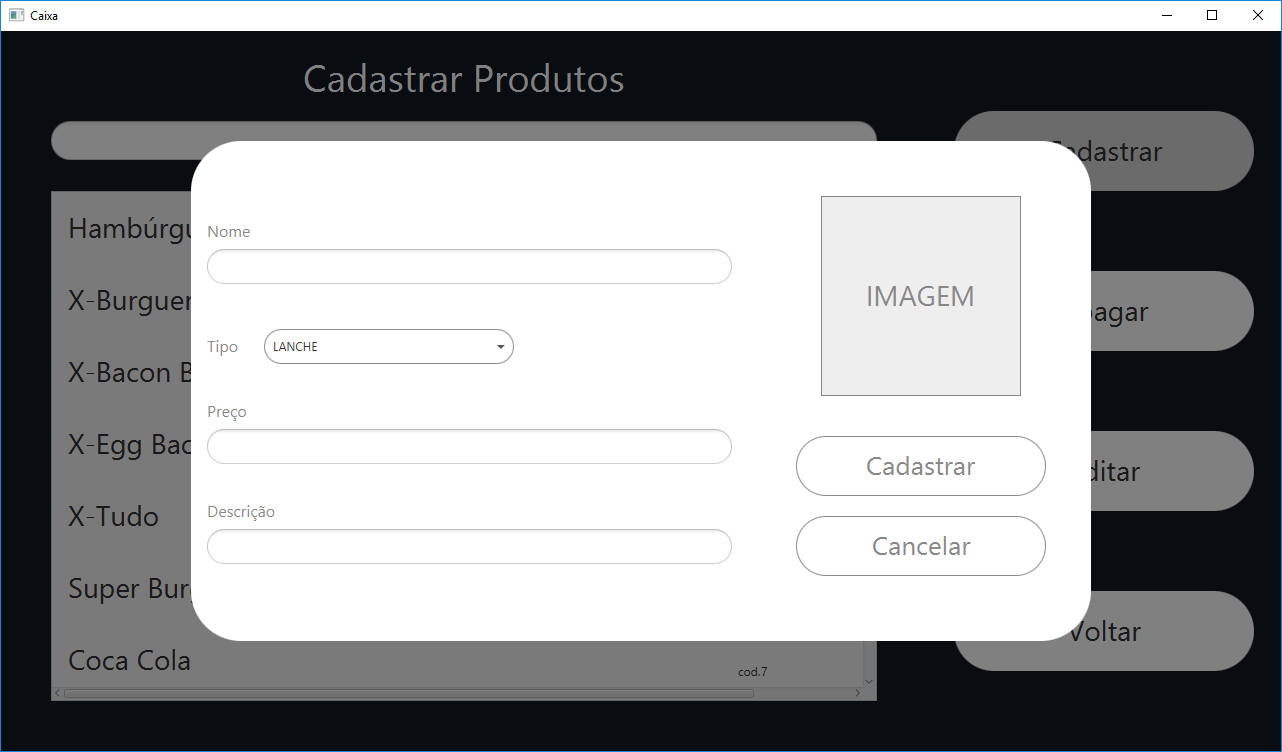 Caixa
Cadastrar Produtos
Nome
Tipo
LANCHE
Preço
Descrição
IMAGEM
Cadastrar
Cancelar
Hambúrgu
X-Burguer
X-Bacon B
X-Egg Bac
X-Tudo
Super Burg
Coca Cola
cod.7
Cadastrar
agar
ditar
Voltar